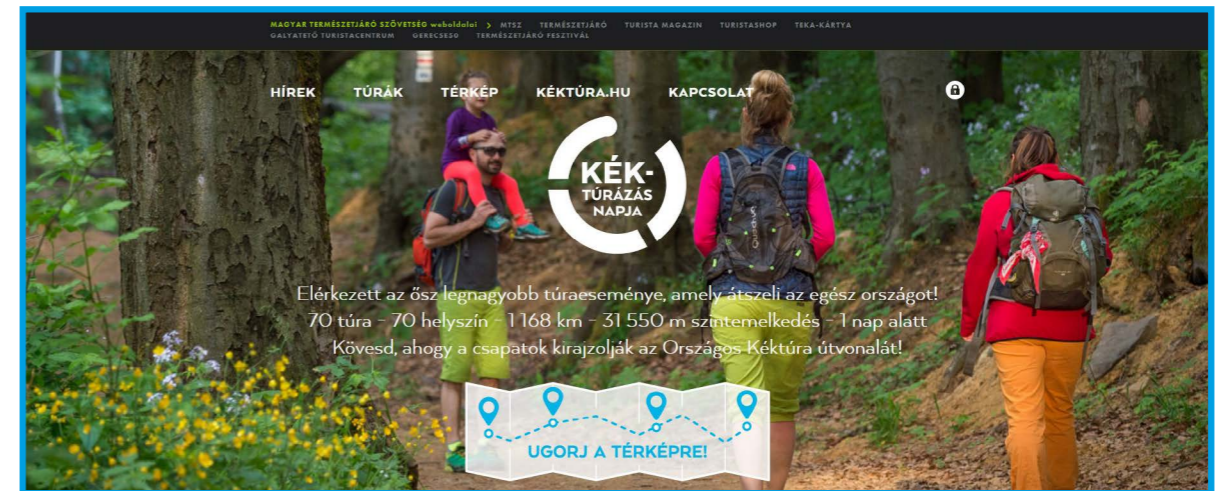 MAGYAR TERMÉSZETJÁRÓ SZÖVETSÉG weboldalai > MTSZ TERMÉSZETJÁRÓ TURISTA MAGAZIN TURISTASHOP TÉKA-KÁRTYA
GALYATETŐ TURISTACENTRUM GERECSE50 TERMÉSZETJÁRÓ FESZTIVÁL
HÍREK TÚRÁK TÉRKÉP KÉKTÚRA.HU KAPCSOLAT
KÉK-
TÚRÁZÁS
NAPJA
Elérkezett az ősz legnagyobb túraeseménye, amely átszeli az egész országot!
70 túra - 70 helyszín - 1 168 km - 31 550 m szintemelkedés - 1 nap alatt
Kövesd, ahogy a csapatok kirajzolják az Országos Kéktúra útvonalát!
UGORJ A TÉRKÉPRE!